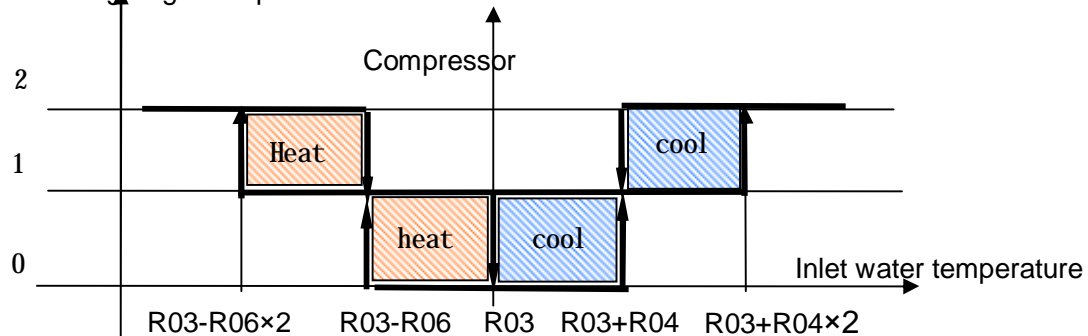 Compressor
2
Heat
cool
1
heat
cool
0
Inlet water temperature
R03-R06×2 R03-R06 R03 R03+R04 R03+R04×2